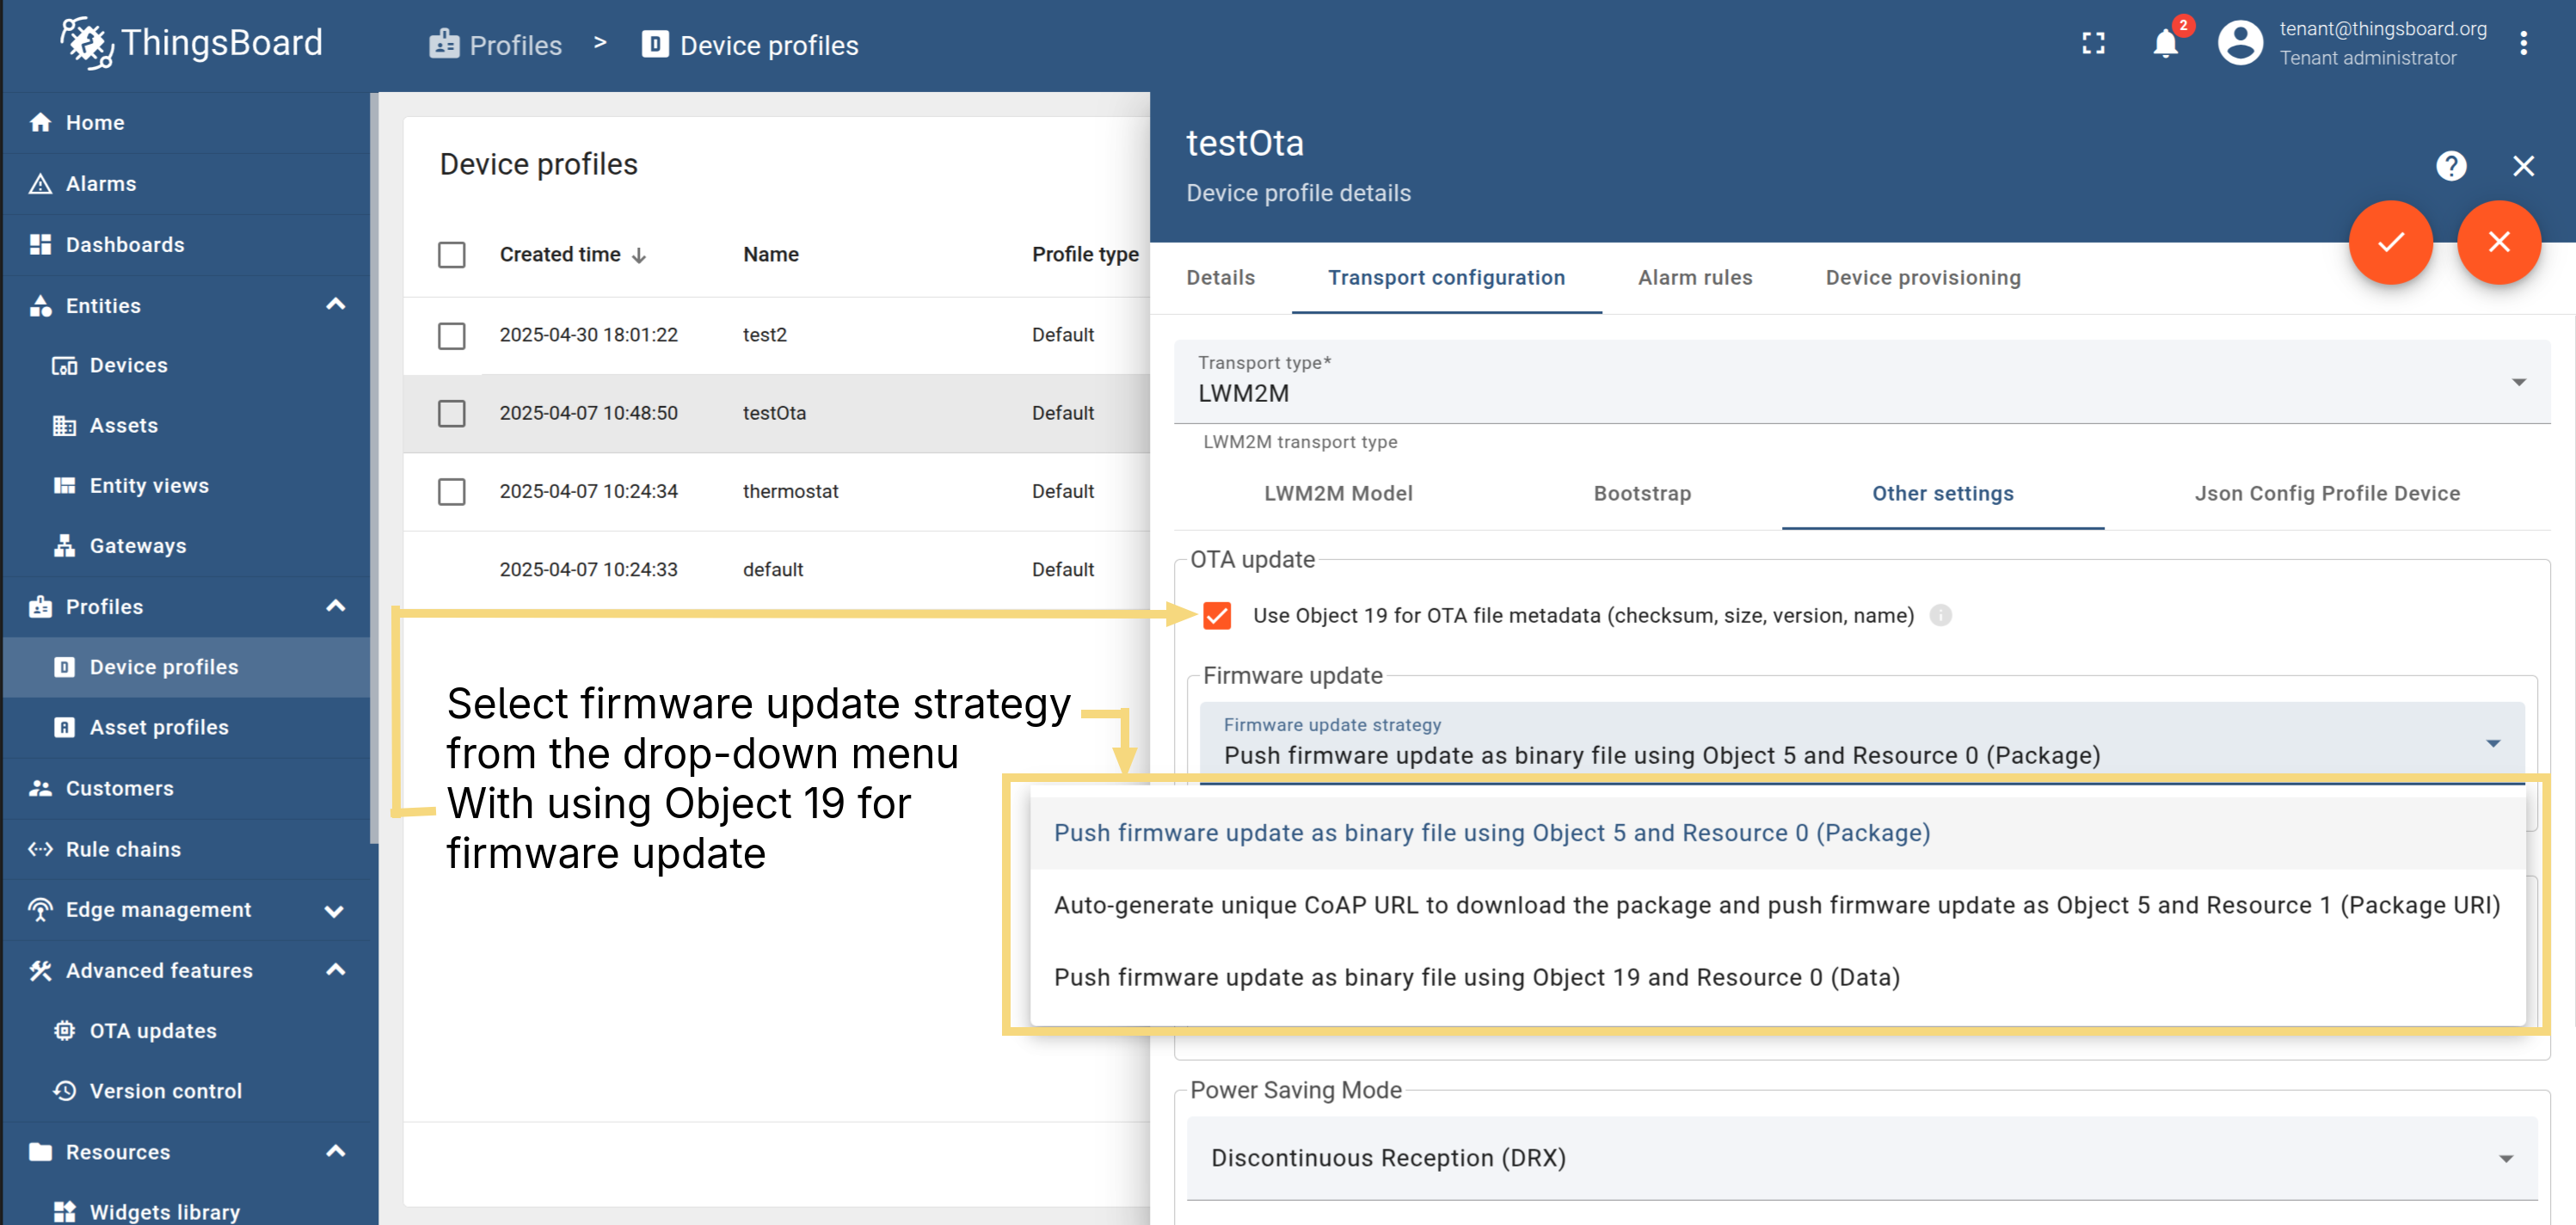 ThingsBoard
Profiles > Device profiles
2
tenant@thingsboard.org
Tenant administrator
Home
Alarms
Dashboards
Entities
Devices
Assets
Entity views
Gateways
Profiles
Device profiles
Asset profiles
Customers
Rule chains
Edge management
Advanced features
OTA updates
Version control
Resources
Widgets library
Device profiles
Created time Name Profile type
2025-04-30 18:01:22 test2 Default
2025-04-07 10:48:50 testOta Default
2025-04-07 10:24:34 thermostat Default
2025-04-07 10:24:33 default Default
Select firmware update strategy
from the drop-down menu
With using Object 19 for
firmware update
testOta
Device profile details
Details Transport configuration Alarm rules Device provisioning
Transport type*
LWM2M
LWM2M transport type
LWM2M Model Bootstrap Other settings Json Config Profile Device
OTA update
Use Object 19 for OTA file metadata (checksum, size, version, name)
Firmware update
Firmware update strategy
Push firmware update as binary file using Object 5 and Resource 0 (Package)
Push firmware update as binary file using Object 5 and Resource 0 (Package)
Auto-generate unique CoAP URL to download the package and push firmware update as Object 5 and Resource 1 (Package URI)
Push firmware update as binary file using Object 19 and Resource 0 (Data)
Power Saving Mode
Discontinuous Reception (DRX)